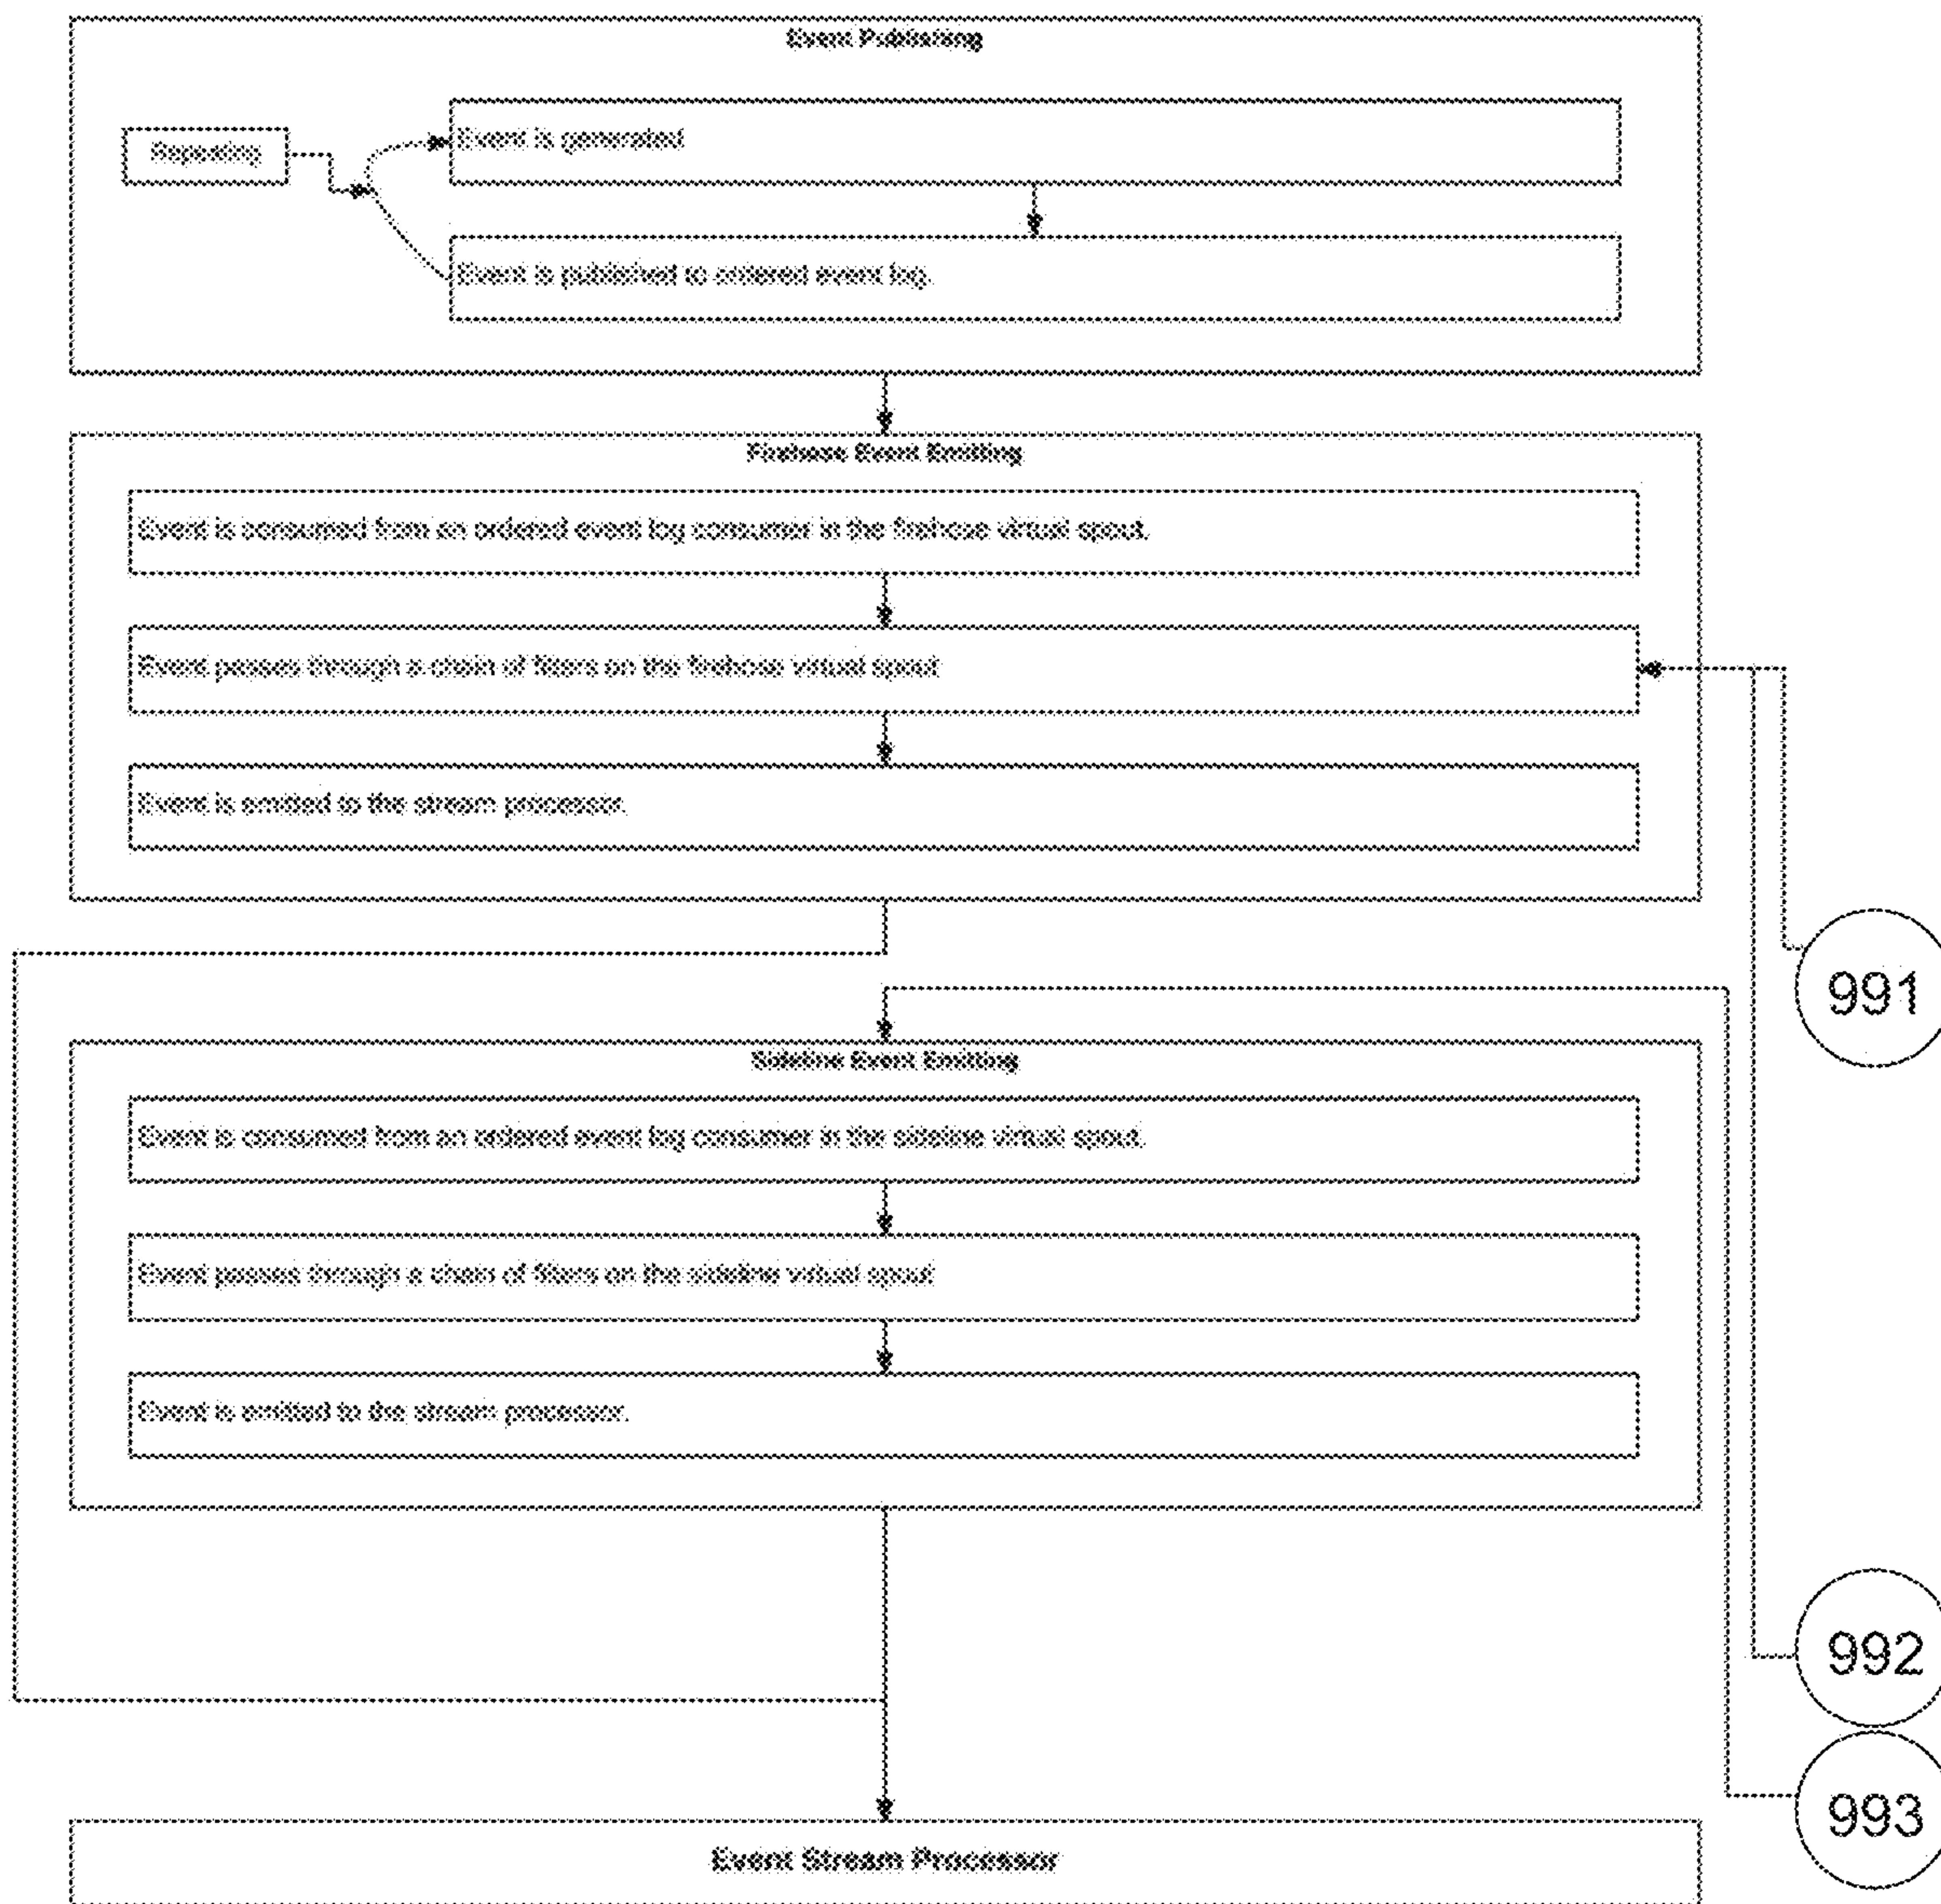 Event Publishing
Event is generated
Repeating
Event is published to ordered event log.
Firehose Event Emitting
Event is consumed from an ordered event log consumer in the firehose virtual spout.
Event passes through a chain of filters on the firehose virtual spout
Event is emitted to the stream processor.
991
Sideline Event Emitting
Event is consumed from an ordered event log consumer in the sideline virtual spout.
Event passes through a chain of filters on the sideline virtual spout
Event is emitted to the stream processor.
992
993
Event Stream Processor